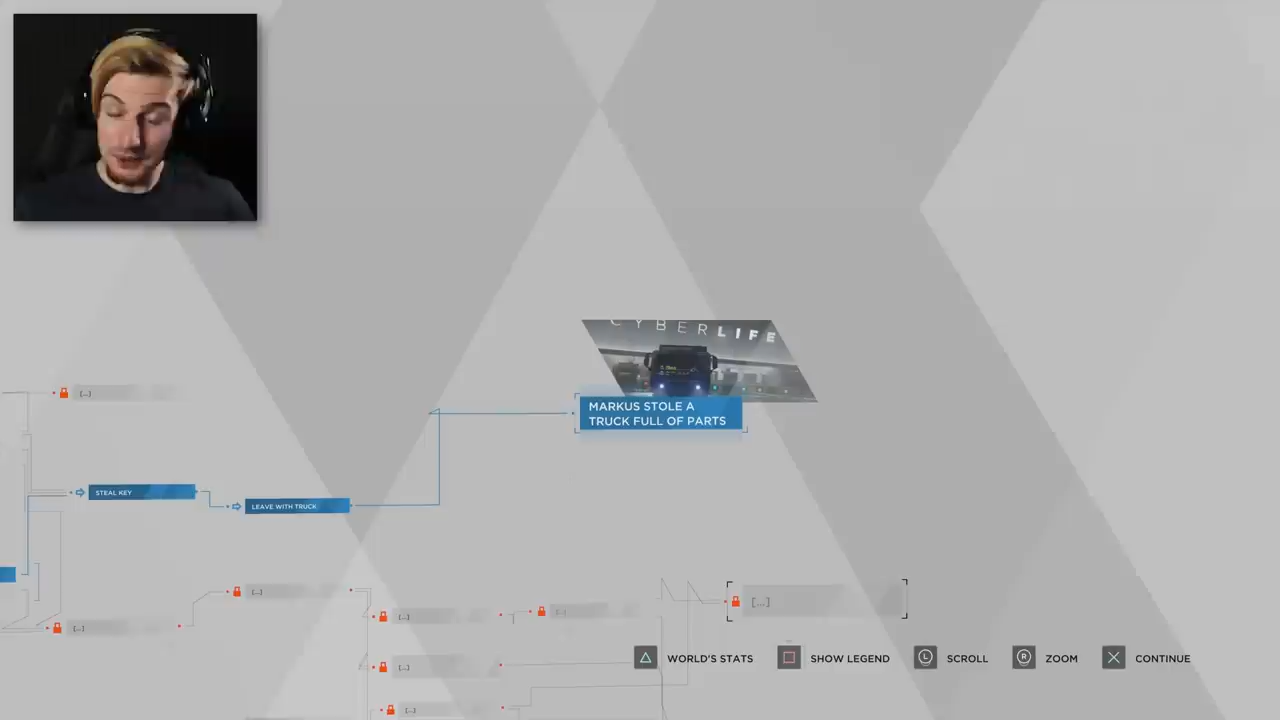 CYBERLIFE
MARKUS STOLE A
TRUCK FULL OF PARTS
[...]
STEAL KEY
LEAVE WITH TRUCK
[...]
[...]
[...]
[...]
[...]
[...]
[...]
WORLD'S STATS
SHOW LEGEND
L
SCROLL
R
ZOOM
CONTINUE